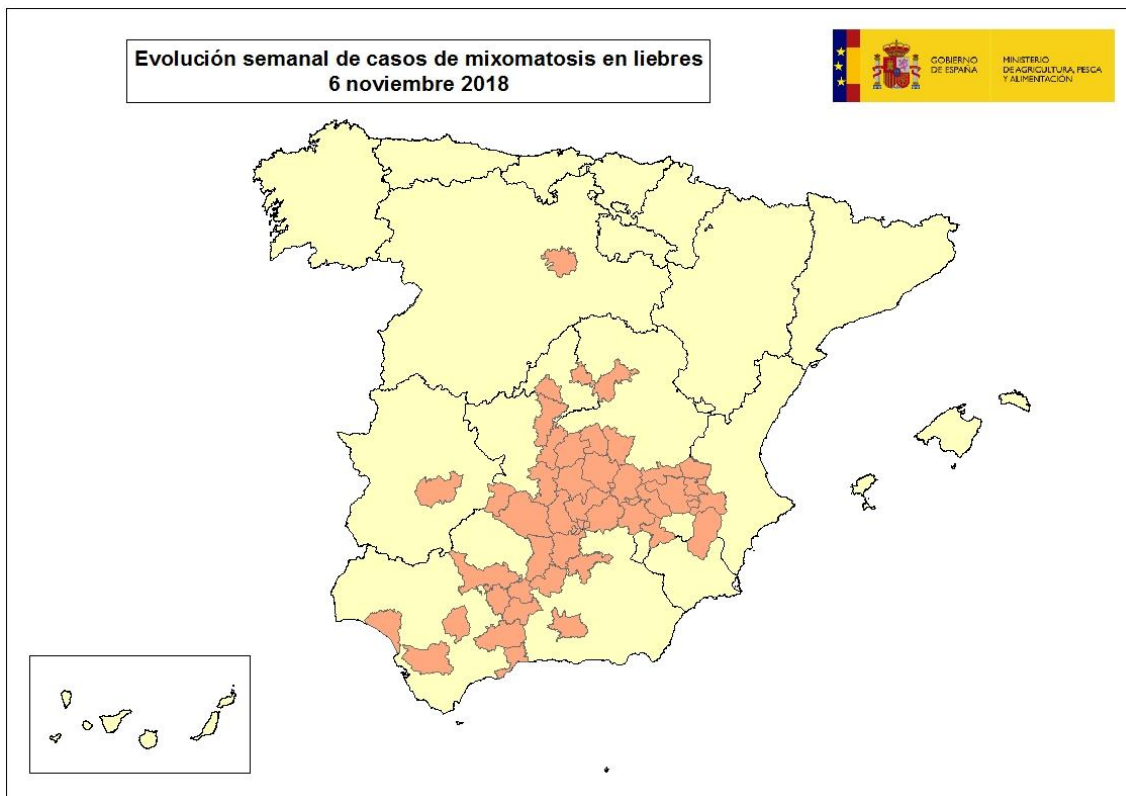 Evolución semanal de casos de mixomatosis en liebres
6 noviembre 2018
GOBIERNO
DE ESPAÑA
MINISTERIO
DE AGRICULTURA, PESCA
Y ALIMENTACIÓN